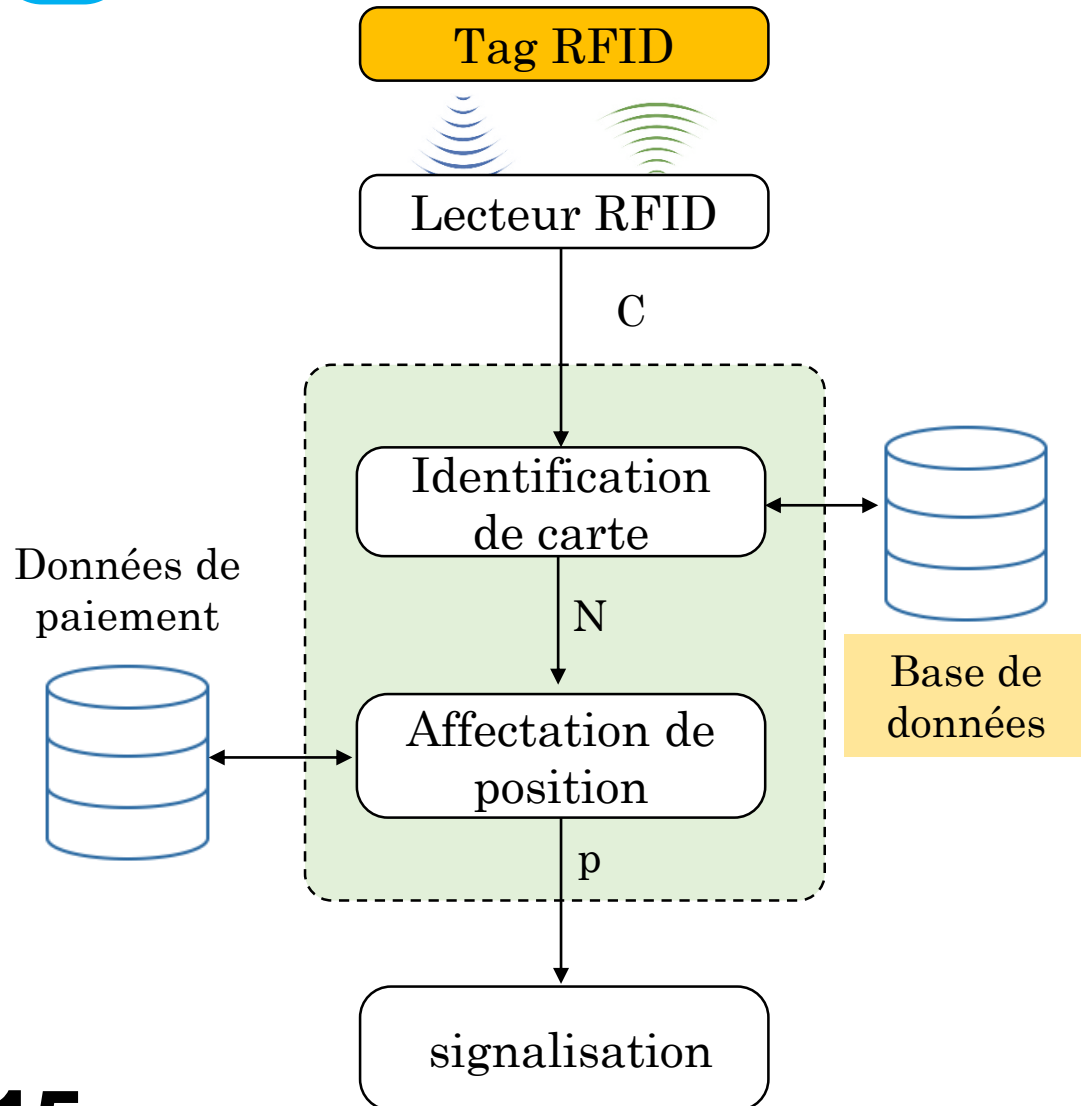 Tag RFID
Lecteur RFID
C
Identification
de carte
Données de
paiement
N
Base de
données
Affectation de
position
p
signalisation
15